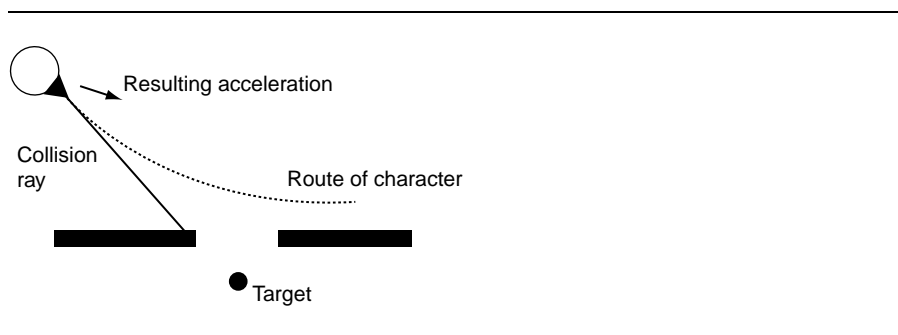 Resulting acceleration
Collision
ray
Route of character
Target